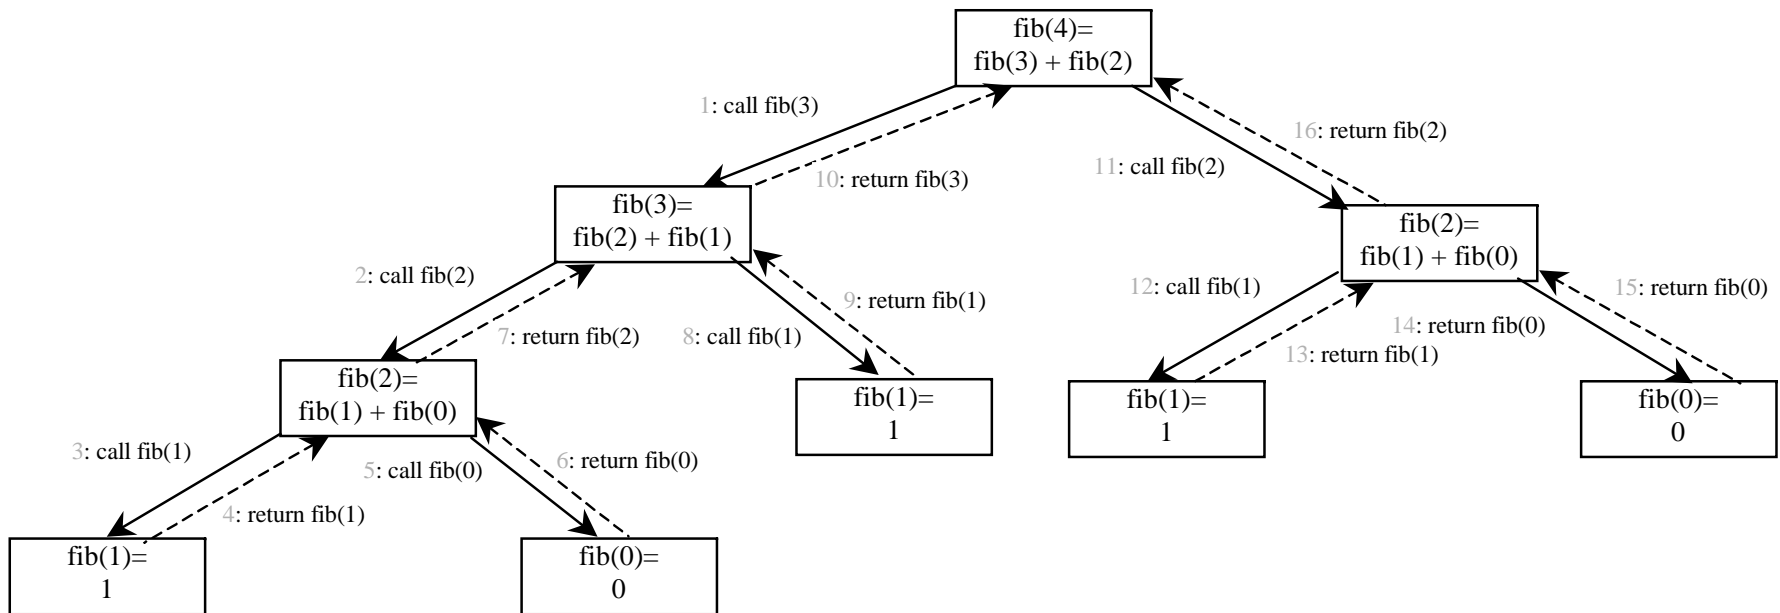 fib(4)=
fib(3) + fib(2)
1: call fib(3)
16: return fib(2)
10: return fib(3)
11: call fib(2)
fib(3)=
fib(2) + fib(1)
fib(2)=
fib(1) + fib(0)
2: call fib(2)
9: return fib(1)
12: call fib(1)
15: return fib(0)
7: return fib(2)
8: call fib(1)
14: return fib(0)
13: return fib(1)
fib(2)=
fib(1) + fib(0)
fib(1)=
1
fib(1)=
1
fib(0)=
0
3: call fib(1)
5: call fib(0)
6: return fib(0)
4: return fib(1)
fib(1)=
1
fib(0)=
0